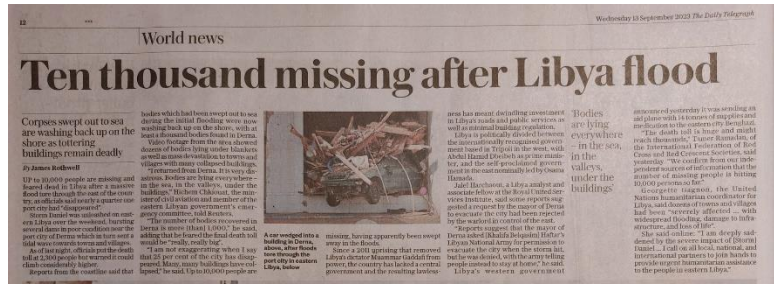 12
Wednesday 13 September 2023 The Daily Telegraph
World news
Ten thousand missing after Libya flood
Corpses swept out to sea
are washing back up on the
shore as tottering
buildings remain deadly
By James Rothwell
UP to 10,000 people are missing and
feared dead in Libya after a massive
flood tore through the east of the coun-
try, as officials said nearly a quarter one
port city had "disappeared".
Storm Daniel was unleashed on east-
ern Libya over the weekend, bursting
several dams in poor condition near the
port city of Derna which in turn sent a
tidal wave towards towns and villages.
As of last night, officials put the death
toll at 2,300 people but warned it could
climb considerably higher.
Reports from the coastline said that
bodies which had been swept out to sea
during the initial flooding were now
washing back up on the shore, with at
least a thousand bodies found in Derna.
Video footage from the area showed
dozens of bodies lying under blankets
as well as mass devastation to towns and
villages with many collapsed buildings.
"I returned from Derna. It is very dis-
astrous. Bodies are lying everywhere –
in the sea, in the valleys, under the
buildings," Hichem Chkiouat, the min-
ister of civil aviation and member of the
eastern Libyan government's emer-
gency committee, told Reuters.
"The number of bodies recovered in
Derna is more [than] 1,000," he said,
adding that he feared the final death toll
would be "really, really big".
"I am not exaggerating when I say
that 25 per cent of the city has disap-
peared. Many, many buildings have col-
lapsed," he said. Up to 10,000 people are
A car wedged into a
building in Derna,
above, after floods
tore through the
port city in eastern
Libya, below
missing, having apparently been swept
away in the floods.
Since a 2011 uprising that removed
Libya's dictator Muammar Gaddafi from
power, the country has lacked a central
government and the resulting lawless-
ness has meant dwindling investment
in Libya's roads and public services as
well as minimal building regulation.
Libya is politically divided between
the internationally recognised govern-
ment based in Tripoli in the west, with
Abdul Hamid Dbeibeh as prime minis-
ter, and the self-proclaimed govern-
ment in the east nominally led by Osama
Hamada.
Jalel Harchaoui, a Libya analyst and
associate fellow at the Royal United Ser-
vices Institute, said some reports sug-
gested a request by the mayor of Derna
to evacuate the city had been rejected
by the warlord in control of the east.
"Reports suggest that the mayor of
Derna asked [Khalifa Belqasim] Haftar's
Libyan National Army for permission to
evacuate the city when the storm hit,
but he was denied, with the army telling
people instead to stay at home," he said.
Libya's western government
'Bodies
are lying
everywhere
– in the sea,
in the
valleys,
under the
buildings'
announced yesterday it was sending an
aid plane with 14 tonnes of supplies and
medication to the eastern city Benghazi.
"The death toll is huge and might
reach thousands," Tamer Ramadan, of
the International Federation of Red
Cross and Red Crescent Societies, said
yesterday. "We confirm from our inde-
pendent sources of information that the
number of missing people is hitting
10,000 persons so far."
Georgette Gagnon, the United
Nations humanitarian coordinator for
Libya, said dozens of towns and villages
had been "severely affected ... with
widespread flooding, damage to infra-
structure, and loss of life".
She said online: "I am deeply sad-
dened by the severe impact of [Storm]
Daniel ... I call on all local, national, and
international partners to join hands to
provide urgent humanitarian assistance
to the people in eastern Libya."